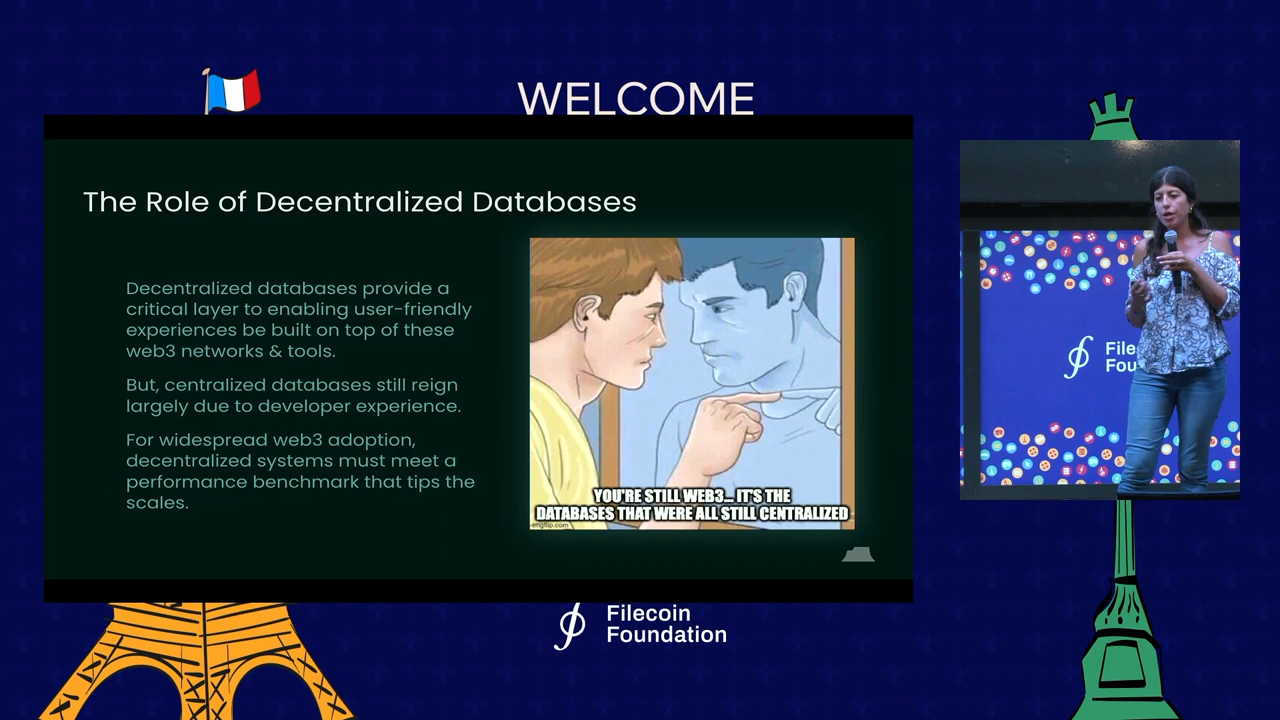 WELCOME
The Role of Decentralized Databases
Decentralized databases provide a
critical layer to enabling user-friendly
experiences be built on top of these
web3 networks & tools.
But, centralized databases still reign
largely due to developer experience.
For widespread web3 adoption,
decentralized systems must meet a
performance benchmark that tips the
scales.
YOU'RE STILL WEB3... IT'S THE
DATABASES THAT WERE ALL STILL CENTRALIZED
imgflip.com
File
Fou
Filecoin
Foundation